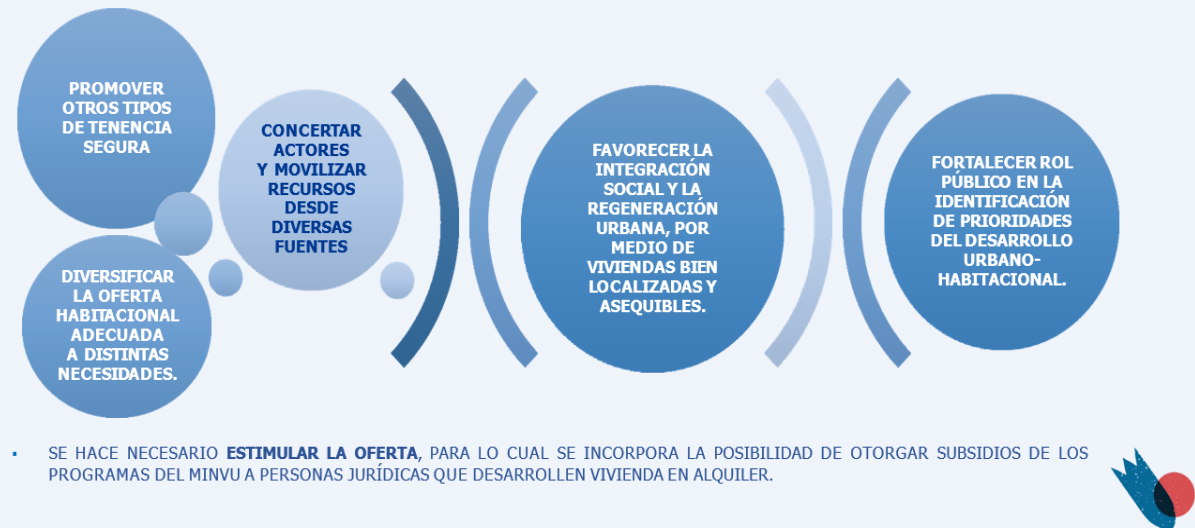 PROMOVER
OTROS TIPOS
DE TENENCIA
SEGURA
DIVERSIFICAR
LA OFERTA
HABITACIONAL
ADECUADA
A DISTINTAS
NECESIDADES.
CONCERTAR
ACTORES
Y MOVILIZAR
RECURSOS
DESDE
DIVERSAS
FUENTES
FAVORECER LA
INTEGRACIÓN
SOCIAL Y LA
REGENERACIÓN
URBANA, POR
MEDIO DE
VIVIENDAS BIEN
LOCALIZADAS Y
ASEQUIBLES.
FORTALECER ROL
PÚBLICO EN LA
IDENTIFICACIÓN
DE PRIORIDADES
DEL DESARROLLO
URBANO-
HABITACIONAL.
▪ SE HACE NECESARIO ESTIMULAR LA OFERTA, PARA LO CUAL SE INCORPORA LA POSIBILIDAD DE OTORGAR SUBSIDIOS DE LOS
PROGRAMAS DEL MINVU A PERSONAS JURÍDICAS QUE DESARROLLEN VIVIENDA EN ALQUILER.